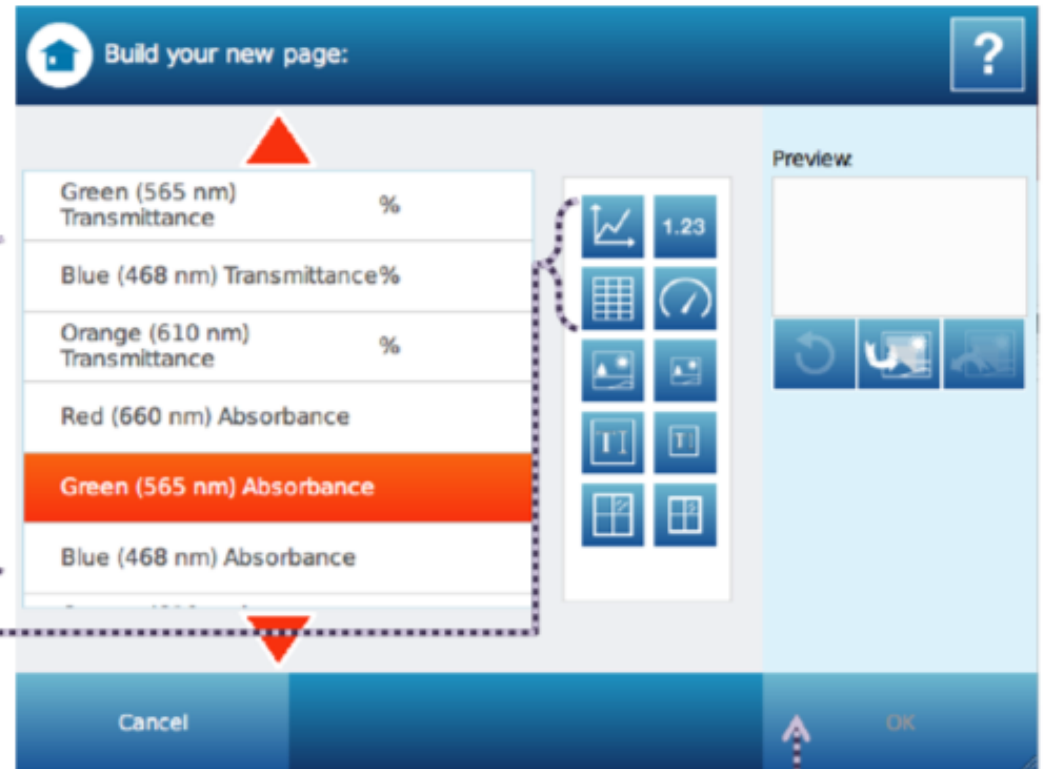 Build your new page:
?
Preview:
Green (565 nm)
Transmittance %
1.23
Blue (468 nm) Transmittance%
Orange (610 nm)
Transmittance %
Red (660 nm) Absorbance
Green (565 nm) Absorbance
Blue (468 nm) Absorbance
Cancel
OK